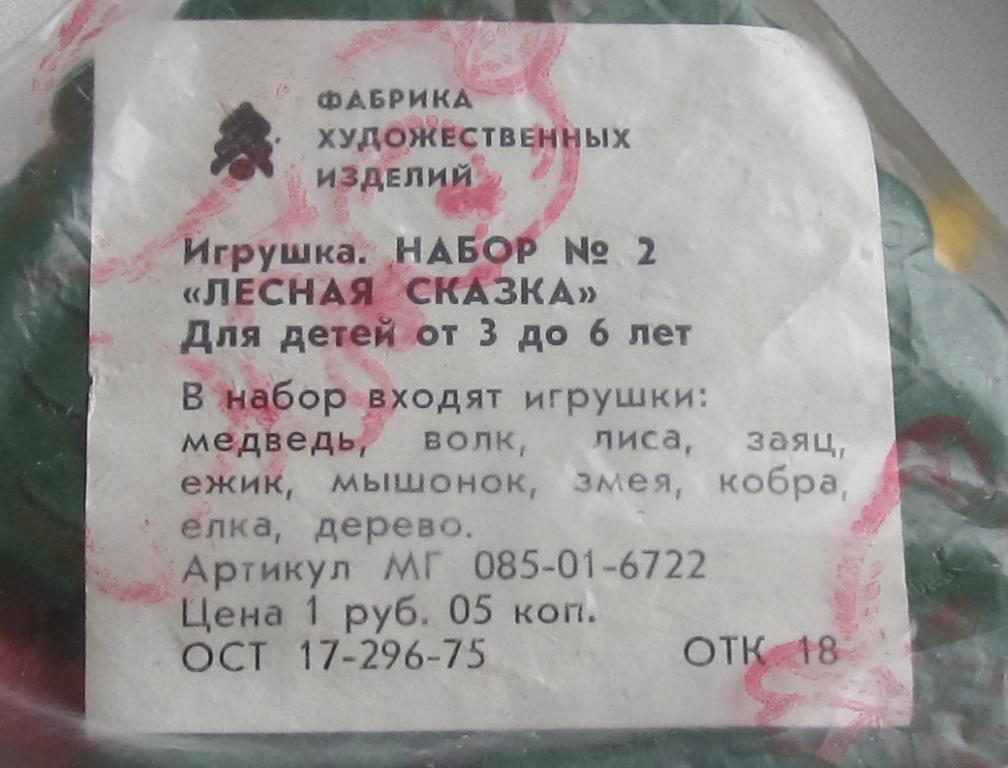 ФАБРИКА
ХУДОЖЕСТВЕННЫХ
ИЗДЕЛИЙ
Игрушка. НАБОР № 2
«ЛЕСНАЯ СКАЗКА»
Для детей от 3 до 6 лет
В набор входят игрушки:
медведь, волк, лиса, заяц,
ежик, мышонок, змея, кобра,
елка, дерево.
Артикул МГ 085-01-6722
Цена 1 руб. 05 коп.
ОСТ 17-296-75 ОТК 18